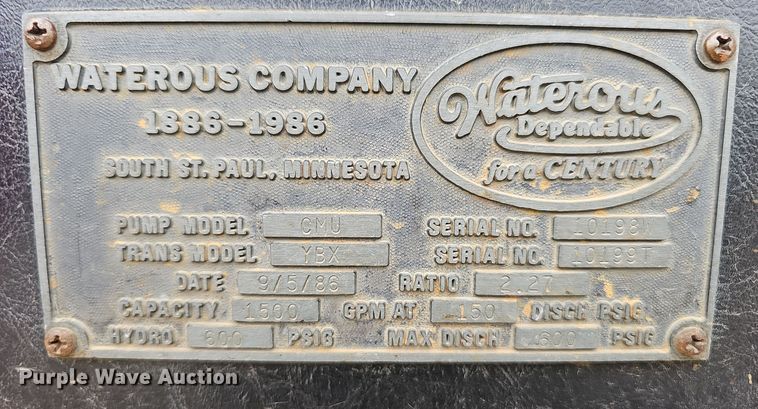 WATEROUS COMPANY
1886-1986
SOUTH ST. PAUL, MINNESOTA
Waterous
Dependable
for a CENTURY
PUMP MODEL CMU SERIAL NO.
TRANS MODEL YBX SERIAL NO.
DATE 9/5/86 RATIO 2.27
CAPACITY 1500 GPM AT 150 DISCH PSIG
HYDRO 600 PSIG MAX DISCH 600 PSIG
Purple Wave Auction